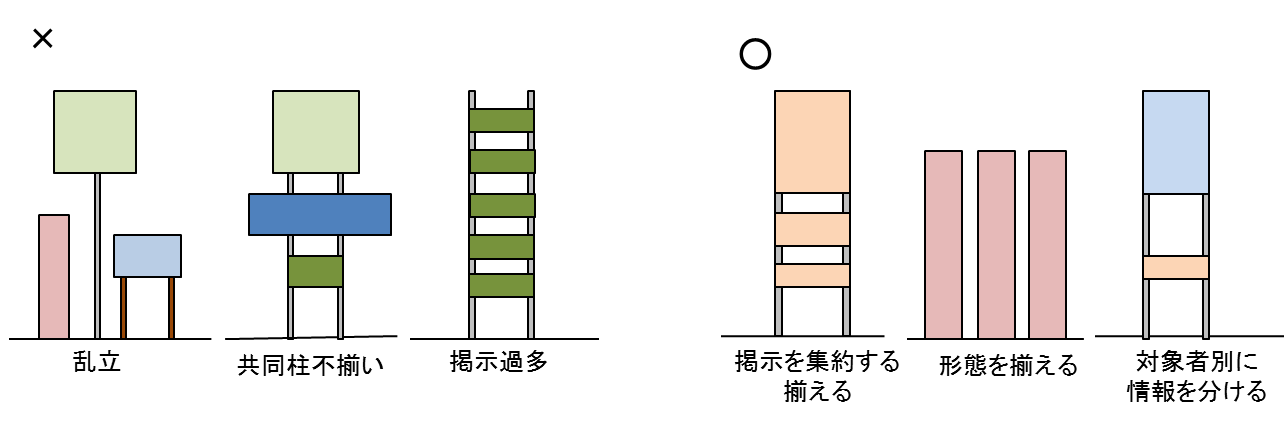 ×
○
乱立
共同柱不揃い
掲示過多
掲示を集約する
揃える
形態を揃える
対象者別に
情報を分ける